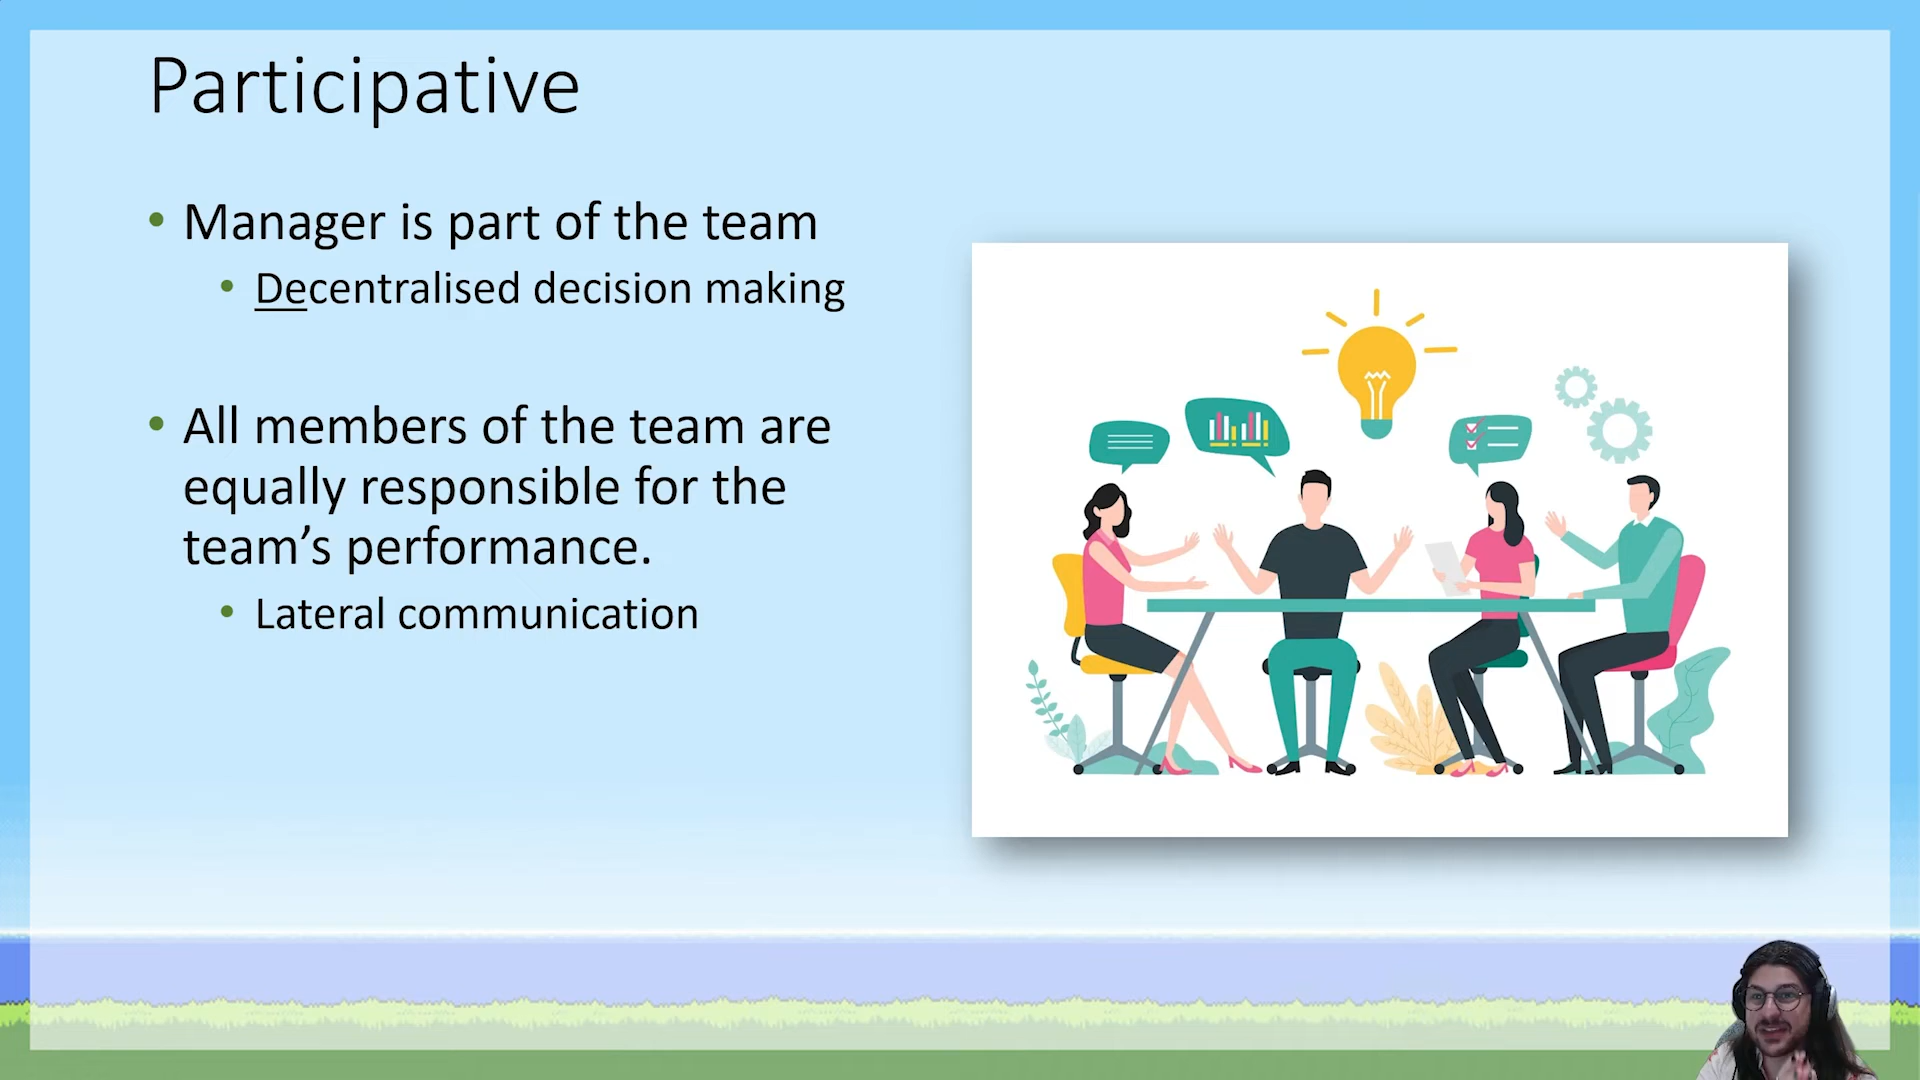 Participative
• Manager is part of the team
• Decentralised decision making
• All members of the team are
equally responsible for the
team’s performance.
• Lateral communication